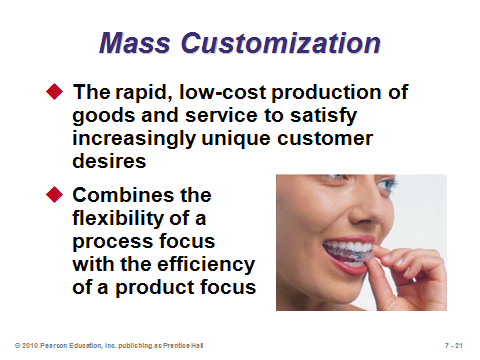 Mass Customization
The rapid, low-cost production of
goods and service to satisfy
increasingly unique customer
desires
Combines the
flexibility of a
process focus
with the efficiency
of a product focus
© 2010 Pearson Education, Inc. publishing as Prentice Hall
7 - 21